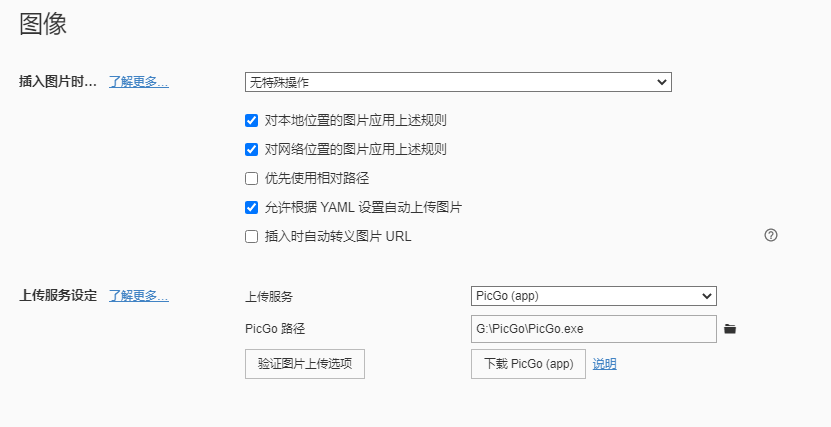 图像
插入图片时... 了解更多... 无特殊操作
对本地位置的图片应用上述规则
对网络位置的图片应用上述规则
优先使用相对路径
允许根据 YAML 设置自动上传图片
插入时自动转义图片 URL
上传服务设定 了解更多... 上传服务 PicGo (app)
PicGo 路径 G:\PicGo\PicGo.exe
验证图片上传选项 下载 PicGo (app) 说明